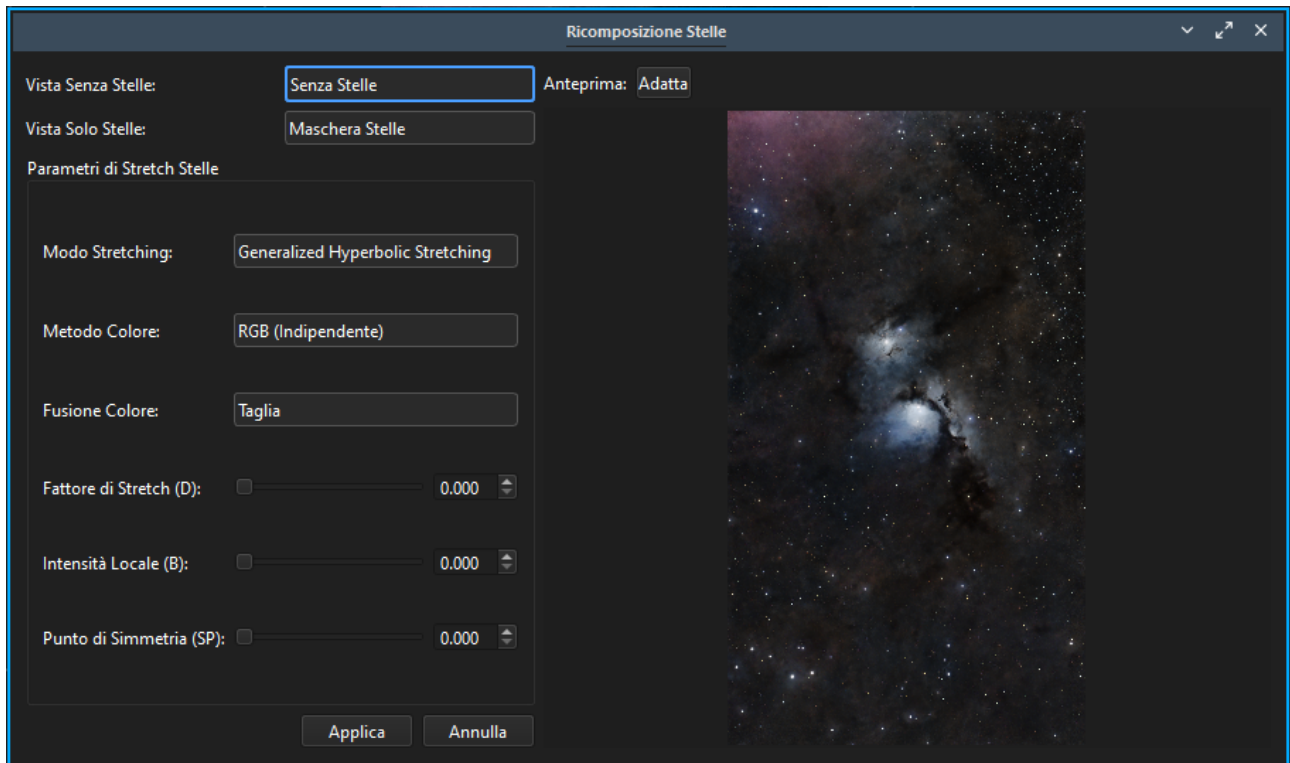 Ricomposizione Stelle
Vista Senza Stelle: Senza Stelle Anteprima: Adatta
Vista Solo Stelle: Maschera Stelle
Parametri di Stretch Stelle
Modo Stretching: Generalized Hyperbolic Stretching
Metodo Colore: RGB (Indipendente)
Fusione Colore: Taglia
Fattore di Stretch (D): 0.000
Intensità Locale (B): 0.000
Punto di Simmetria (SP): 0.000
Applica Annulla